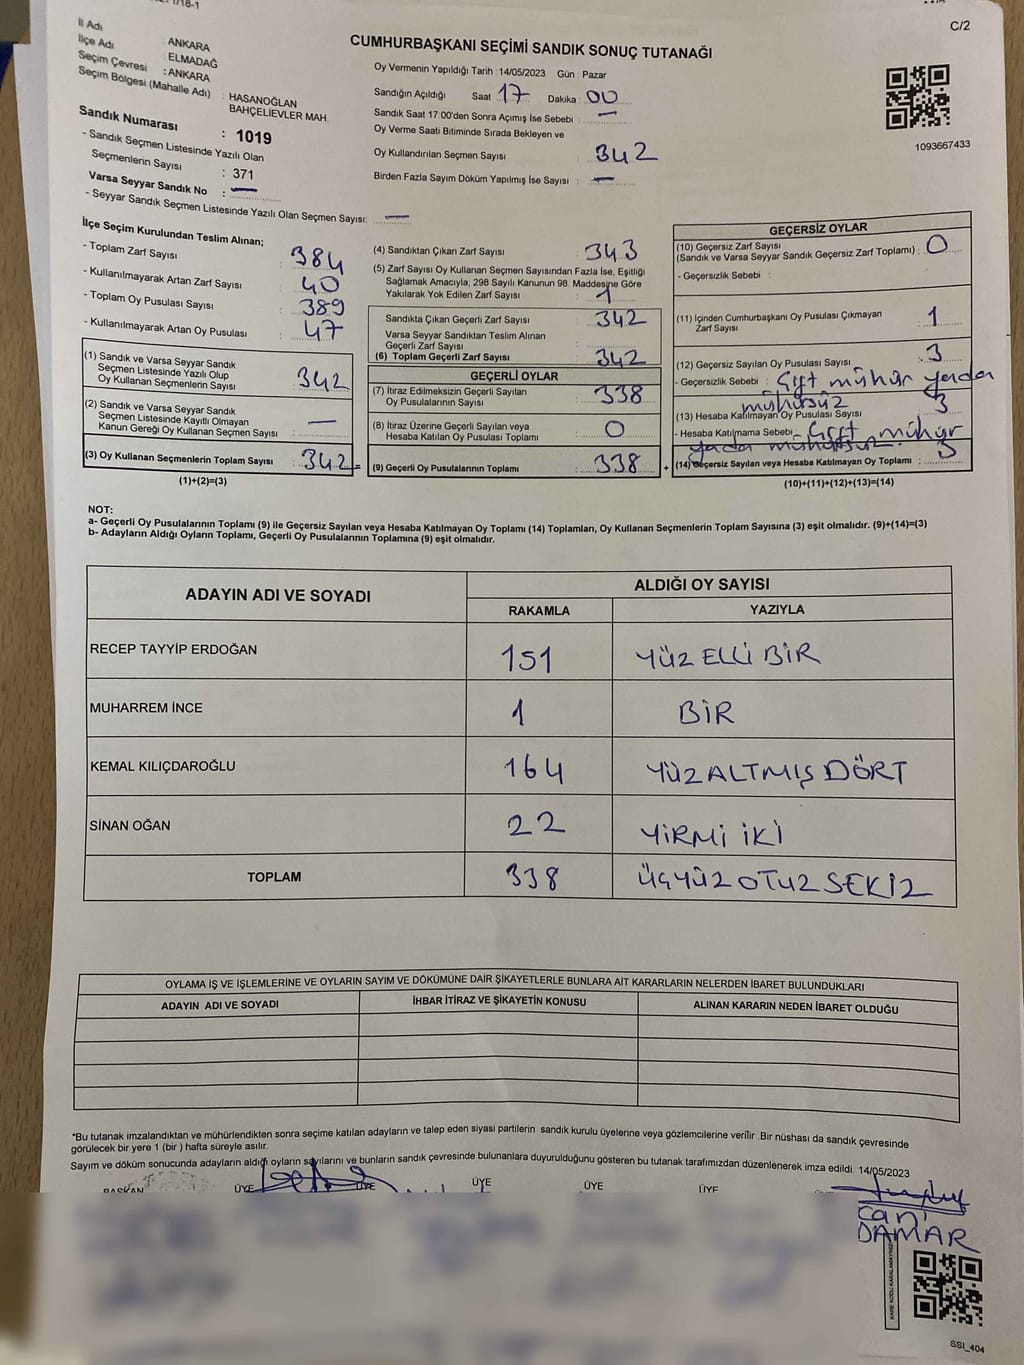 C/2
CUMHURBAŞKANI SEÇİMİ SANDIK SONUÇ TUTANAĞI
İl Adı
İlçe Adı : ANKARA
Seçim Çevresi : ELMADAĞ
Seçim Bölgesi (Mahalle Adı) : ANKARA
: HASANOĞLAN
BAHÇELİEVLER MAH.
Sandık Numarası : 1019
- Sandık Seçmen Listesinde Yazılı Olan
Seçmenlerin Sayısı : 371
Varsa Seyyar Sandık No : —
- Seyyar Sandık Seçmen Listesinde Yazılı Olan Seçmen Sayısı: —
Oy Vermenin Yapıldığı Tarih : 14/05/2023 Gün : Pazar
Sandığın Açıldığı Saat 17 Dakika : 00
Sandık Saat 17:00'den Sonra Açımış İse Sebebi : —
Oy Verme Saati Bitiminde Sırada Bekleyen ve
Oy Kullandırılan Seçmen Sayısı : 342
Birden Fazla Sayım Döküm Yapılmış İse Sayısı : —
1093667433
İlçe Seçim Kurulundan Teslim Alınan;
- Toplam Zarf Sayısı : 384
- Kullanılmayarak Artan Zarf Sayısı : 40
- Toplam Oy Pusulası Sayısı : 389
- Kullanılmayarak Artan Oy Pusulası : 47
(1) Sandık ve Varsa Seyyar Sandık
Seçmen Listesinde Yazılı Olup
Oy Kullanan Seçmenlerin Sayısı : 342
(2) Sandık ve Varsa Seyyar Sandık
Seçmen Listesinde Kayıtlı Olmayan
Kanun Gereği Oy Kullanan Seçmen Sayısı : —
(3) Oy Kullanan Seçmenlerin Toplam Sayısı : 342 =
(1)+(2)=(3)
(4) Sandıktan Çıkan Zarf Sayısı : 343
(5) Zarf Sayısı Oy Kullanan Seçmen Sayısından Fazla İse, Eşitliği
Sağlamak Amacıyla, 298 Sayılı Kanunun 98. Maddesine Göre
Yakılarak Yok Edilen Zarf Sayısı : 1
Sandıkta Çıkan Geçerli Zarf Sayısı : 342
Varsa Seyyar Sandıktan Teslim Alınan
Geçerli Zarf Sayısı :
(6) Toplam Geçerli Zarf Sayısı : 342
GEÇERLİ OYLAR
(7) İtiraz Edilmeksizin Geçerli Sayılan
Oy Pusulalarının Sayısı : 338
(8) İtiraz Üzerine Geçerli Sayılan veya
Hesaba Katılan Oy Pusulası Toplamı : 0
(9) Geçerli Oy Pusulalarının Toplamı : 338 +
GEÇERSİZ OYLAR
(10) Geçersiz Zarf Sayısı
(Sandık ve Varsa Seyyar Sandık Geçersiz Zarf Toplamı) : 0
- Geçersizlik Sebebi :
(11) İçinden Cumhurbaşkanı Oy Pusulası Çıkmayan
Zarf Sayısı : 1
(12) Geçersiz Sayılan Oy Pusulası Sayısı : 3
- Geçersizlik Sebebi : Çift mühür yada
mühürsüz
(13) Hesaba Katılmayan Oy Pusulası Sayısı 3
- Hesaba Katılmama Sebebi : Çift mühür
yada mühürsüz
(14) Geçersiz Sayılan veya Hesaba Katılmayan Oy Toplamı : 3
(10)+(11)+(12)+(13)=(14)
NOT:
a- Geçerli Oy Pusulalarının Toplamı (9) ile Geçersiz Sayılan veya Hesaba Katılmayan Oy Toplamı (14) Toplamları, Oy Kullanan Seçmenlerin Toplam Sayısına (3) eşit olmalıdır. (9)+(14)=(3)
b- Adayların Aldığı Oyların Toplamı, Geçerli Oy Pusulalarının Toplamına (9) eşit olmalıdır.
ADAYIN ADI VE SOYADI ALDIĞI OY SAYISI
RAKAMLA YAZIYLA
RECEP TAYYİP ERDOĞAN 151 YÜZ ELLİ BİR
MUHARREM İNCE 1 BİR
KEMAL KILIÇDAROĞLU 164 YÜZ ALTMIŞ DÖRT
SİNAN OĞAN 22 YİRMİ İKİ
TOPLAM 338 ÜÇYÜZ OTUZ SEKİZ
OYLAMA İŞ VE İŞLEMLERİNE VE OYLARIN SAYIM VE DÖKÜMÜNE DAİR ŞİKAYETLERLE BUNLARA AİT KARARLARIN NELERDEN İBARET BULUNDUKLARI
ADAYIN ADI VE SOYADI İHBAR İTİRAZ VE ŞİKAYETİN KONUSU ALINAN KARARIN NEDEN İBARET OLDUĞU
*Bu tutanak imzalandıktan ve mühürlendikten sonra seçime katılan adayların ve talep eden siyasi partilerin sandık kurulu üyelerine veya gözlemcilerine verilir .Bir nüshası da sandık çevresinde
görülecek bir yere 1 (bir ) hafta süreyle asılır.
Sayım ve döküm sonucunda adayların aldığı oyların sayılarını ve bunların sandık çevresinde bulunanlara duyurulduğunu gösteren bu tutanak tarafımızdan düzenlenerek imza edildi. 14/05/2023
BAŞKAN ÜYE ÜYE ÜYE ÜYE ÜYE
Can
DAMAR
SSI_404